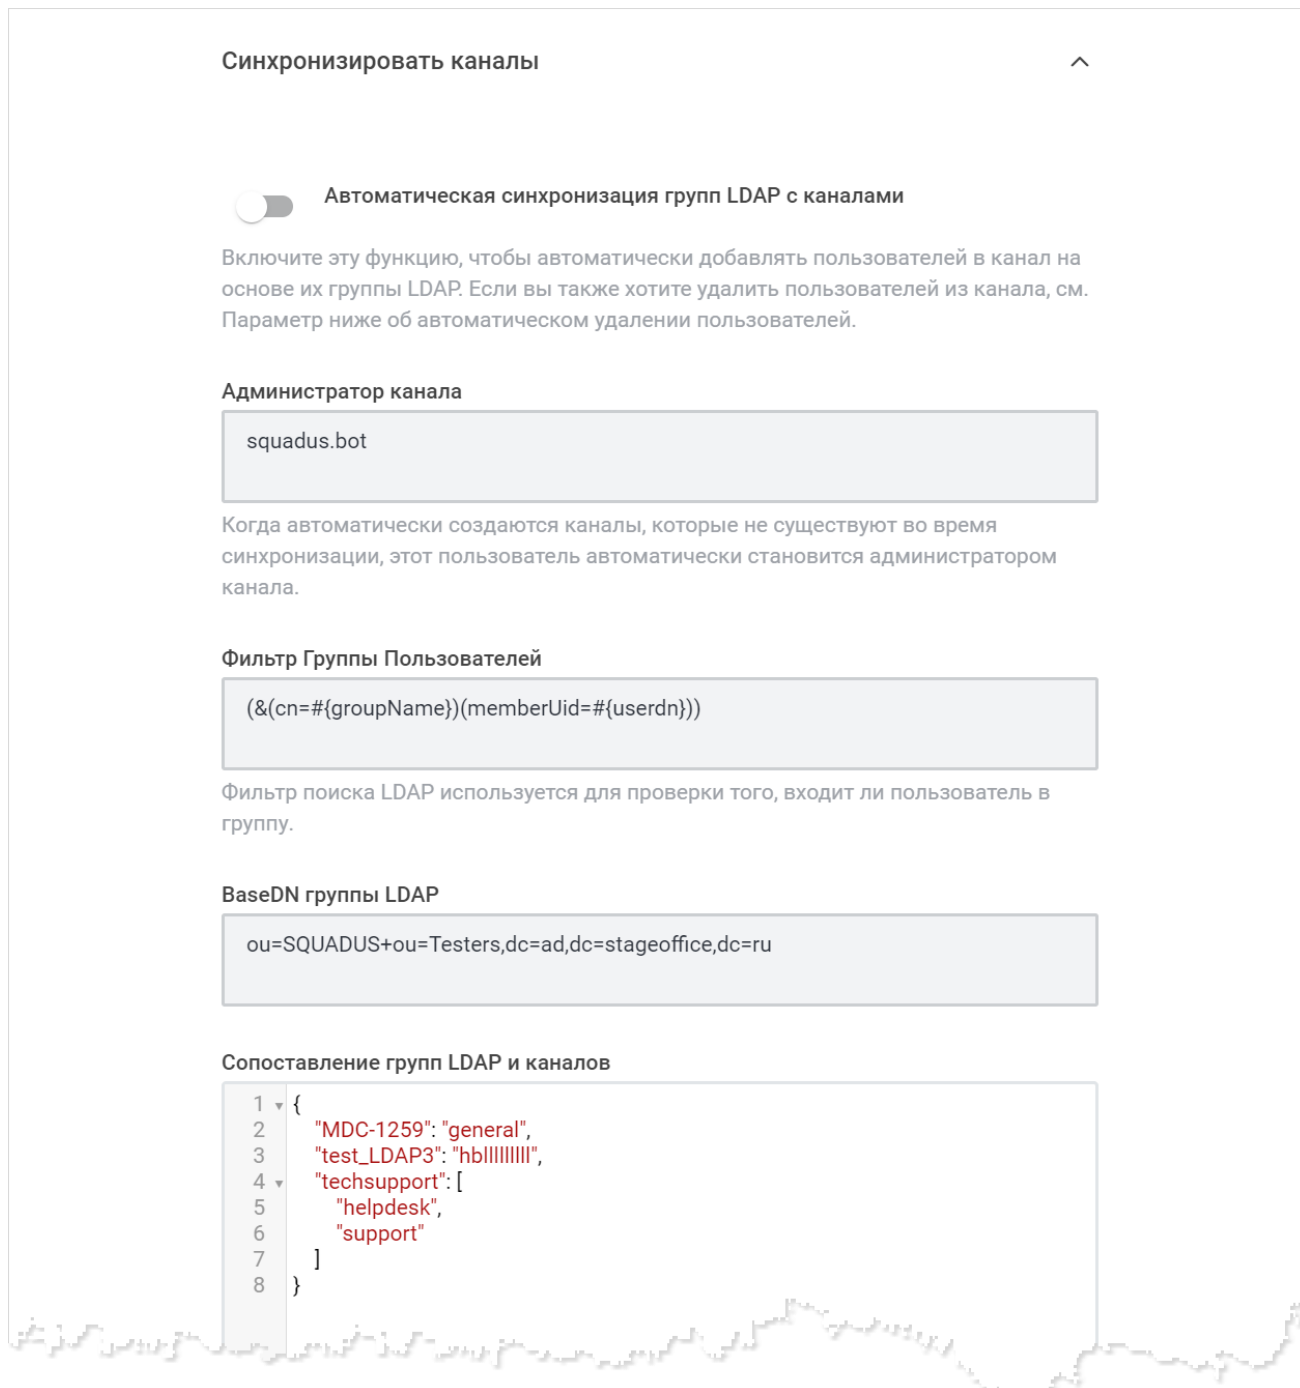 Синхронизировать каналы
Автоматическая синхронизация групп LDAP с каналами
Включите эту функцию, чтобы автоматически добавлять пользователей в канал на
основе их группы LDAP. Если вы также хотите удалить пользователей из канала, см.
Параметр ниже об автоматическом удалении пользователей.
Администратор канала
squadus.bot
Когда автоматически создаются каналы, которые не существуют во время
синхронизации, этот пользователь автоматически становится администратором
канала.
Фильтр Группы Пользователей
(&(cn=#{groupName})(memberUid=#{userdn}))
Фильтр поиска LDAP используется для проверки того, входит ли пользователь в
группу.
BaseDN группы LDAP
ou=SQUADUS+ou=Testers,dc=ad,dc=stageoffice,dc=ru
Сопоставление групп LDAP и каналов
1 {
2 "MDC-1259": "general",
3 "test_LDAP3": "hblllllllll",
4 "techsupport": [
5 "helpdesk",
6 "support"
7 ]
8 }